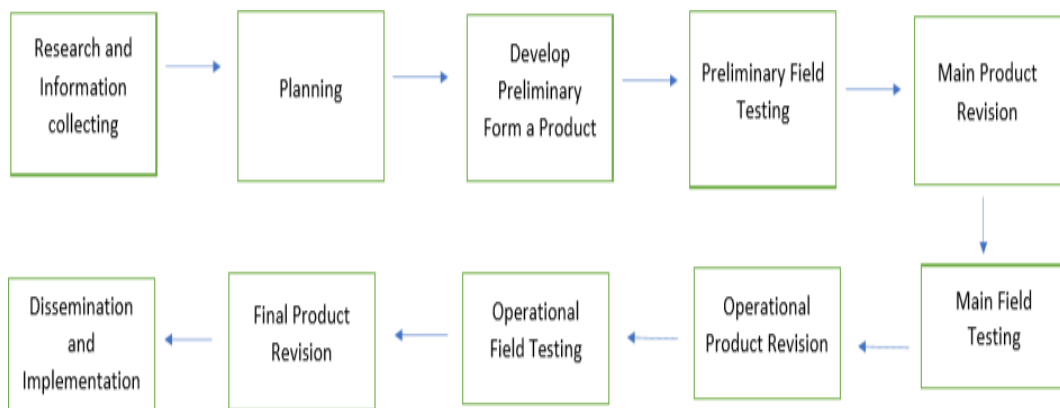 Research and
Information
collecting
Planning
Develop
Preliminary
Form a Product
Preliminary Field
Testing
Main Product
Revision
Main Field
Testing
Operational
Product Revision
Operational
Field Testing
Final Product
Revision
Dissemination
and
Implementation